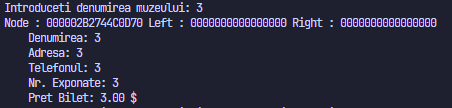 Introduceti denumirea muzeului: 3
Node : 000002B2744C0D70 Left : 0000000000000000 Right : 0000000000000000
Denumirea: 3
Adresa: 3
Telefonul: 3
Nr. Exponate: 3
Pret Bilet: 3.00 $